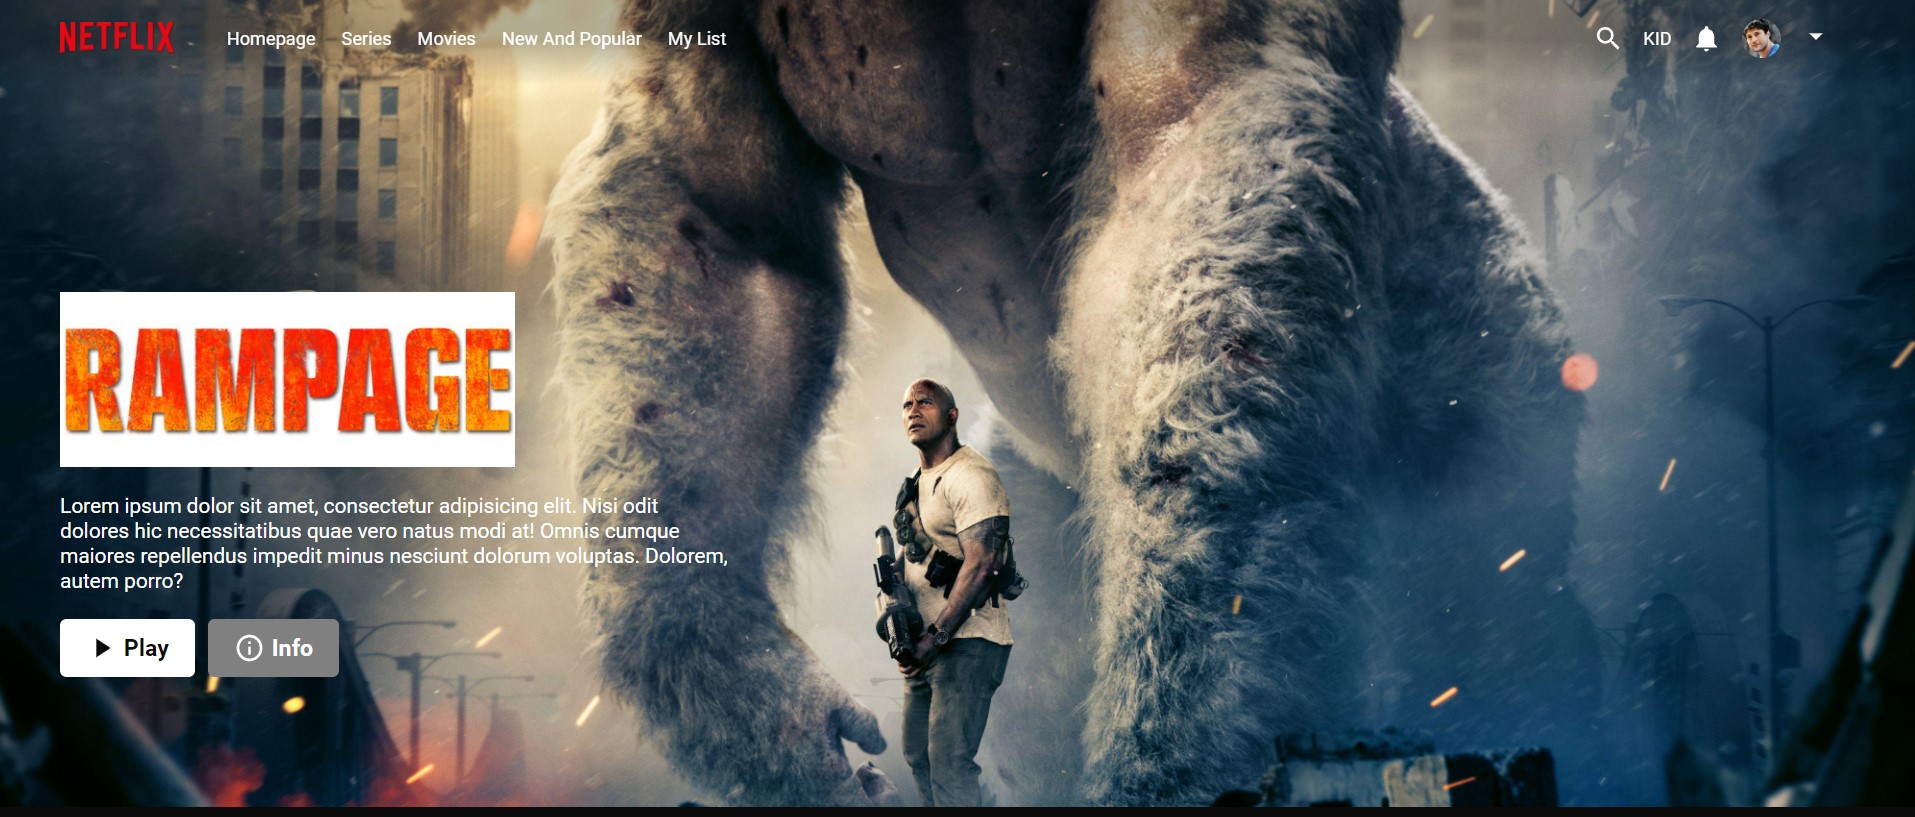 NETFLIX
Homepage Series Movies New And Popular My List
KID
RAMPAGE
Lorem ipsum dolor sit amet, consectetur adipisicing elit. Nisi odit
dolores hic necessitatibus quae vero natus modi at! Omnis cumque
maiores repellendus impedit minus nesciunt dolorum voluptas. Dolorem,
autem porro?
Play
Info